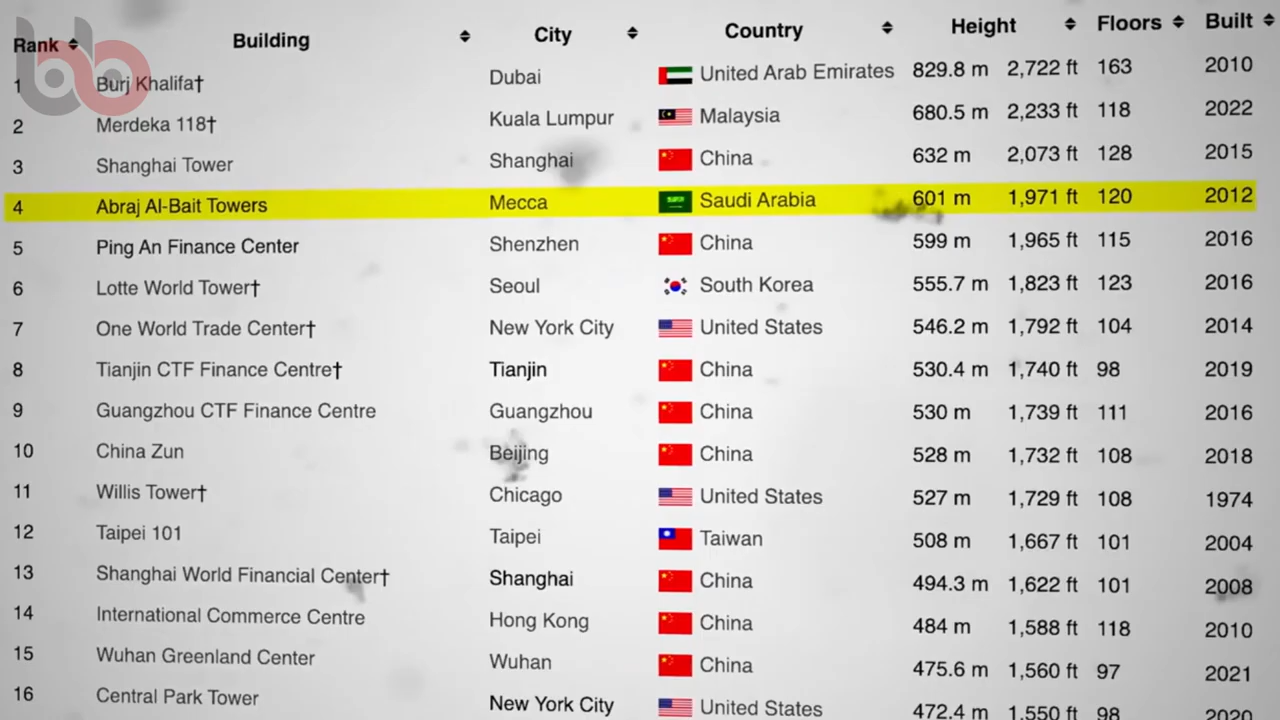 Rank Building City Country Height Floors Built
1 Burj Khalifa† Dubai United Arab Emirates 829.8 m 2,722 ft 163 2010
2 Merdeka 118† Kuala Lumpur Malaysia 680.5 m 2,233 ft 118 2022
3 Shanghai Tower Shanghai China 632 m 2,073 ft 128 2015
4 Abraj Al-Bait Towers Mecca Saudi Arabia 601 m 1,971 ft 120 2012
5 Ping An Finance Center Shenzhen China 599 m 1,965 ft 115 2016
6 Lotte World Tower† Seoul South Korea 555.7 m 1,823 ft 123 2016
7 One World Trade Center† New York City United States 546.2 m 1,792 ft 104 2014
8 Tianjin CTF Finance Centre† Tianjin China 530.4 m 1,740 ft 98 2019
9 Guangzhou CTF Finance Centre Guangzhou China 530 m 1,739 ft 111 2016
10 China Zun Beijing China 528 m 1,732 ft 108 2018
11 Willis Tower† Chicago United States 527 m 1,729 ft 108 1974
12 Taipei 101 Taipei Taiwan 508 m 1,667 ft 101 2004
13 Shanghai World Financial Center† Shanghai China 494.3 m 1,622 ft 101 2008
14 International Commerce Centre Hong Kong China 484 m 1,588 ft 118 2010
15 Wuhan Greenland Center Wuhan China 475.6 m 1,560 ft 97 2021
16 Central Park Tower New York City United States 472.4 m 1,550 ft 98 2020